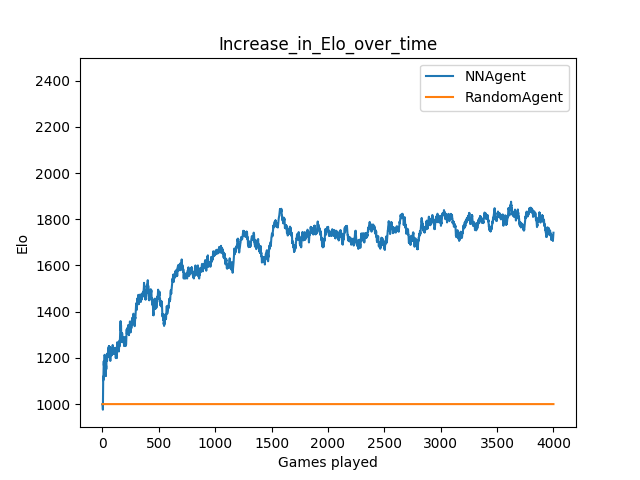 Increase_in_Elo_over_time
NNAgent
RandomAgent
2400
2200
2000
1800
1600
1400
1200
1000
Elo
0 500 1000 1500 2000 2500 3000 3500 4000
Games played